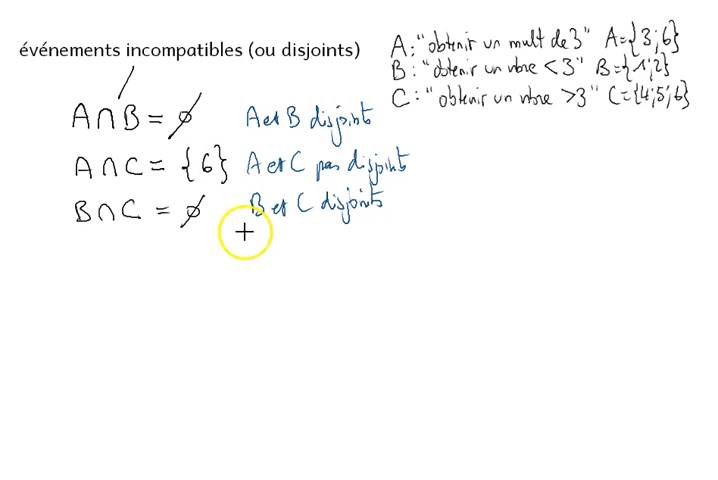 événements incompatibles (ou disjoints)
A : "obtenir un mult de 3" A={3;6}
B : "obtenir un nbre < 3" B={1;2}
C : "obtenir un nbre > 3" C={4;5;6}
A∩B = ∅ A et B disjoints
A∩C = {6} A et C pas disjoints
B∩C = ∅ B et C disjoints